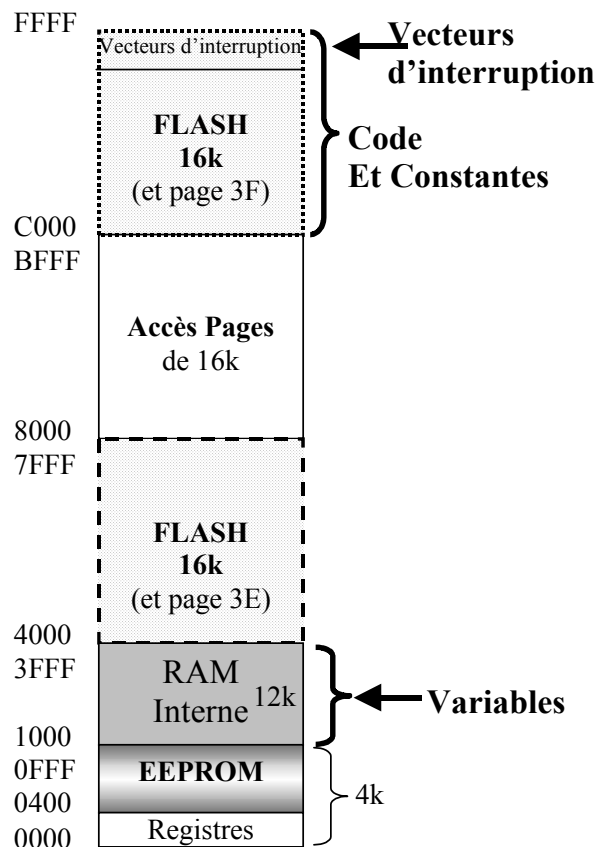 FFFF
Vecteurs d'interruption
Vecteurs
d'interruption
FLASH
16k
(et page 3F)
Code
Et Constantes
C000
BFFF
Accès Pages
de 16k
8000
7FFF
FLASH
16k
(et page 3E)
4000
3FFF
RAM
Interne 12k
Variables
1000
0FFF
EEPROM
0400
4k
Registres
0000